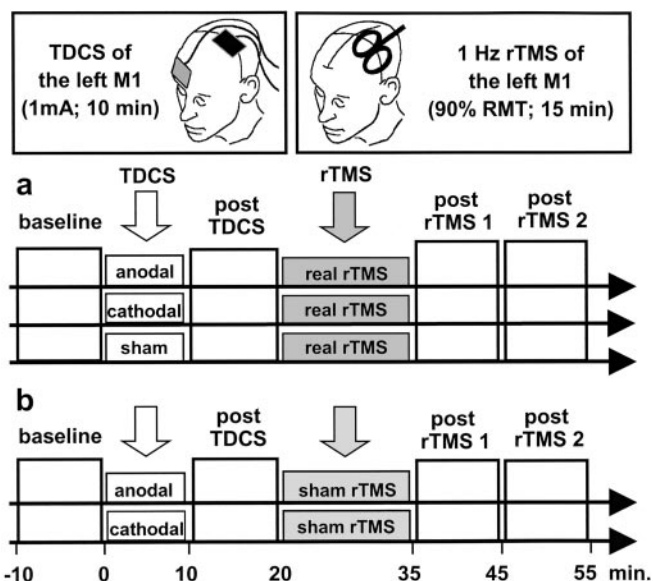 TDCS of
the left M1
(1mA; 10 min)
1 Hz rTMS of
the left M1
(90% RMT; 15 min)
a
TDCS
rTMS
baseline
post
TDCS
post
rTMS 1
post
rTMS 2
anodal
real rTMS
cathodal
real rTMS
sham
real rTMS
b
baseline
post
TDCS
post
rTMS 1
post
rTMS 2
anodal
sham rTMS
cathodal
sham rTMS
-10 0 10 20 35 45 55 min.